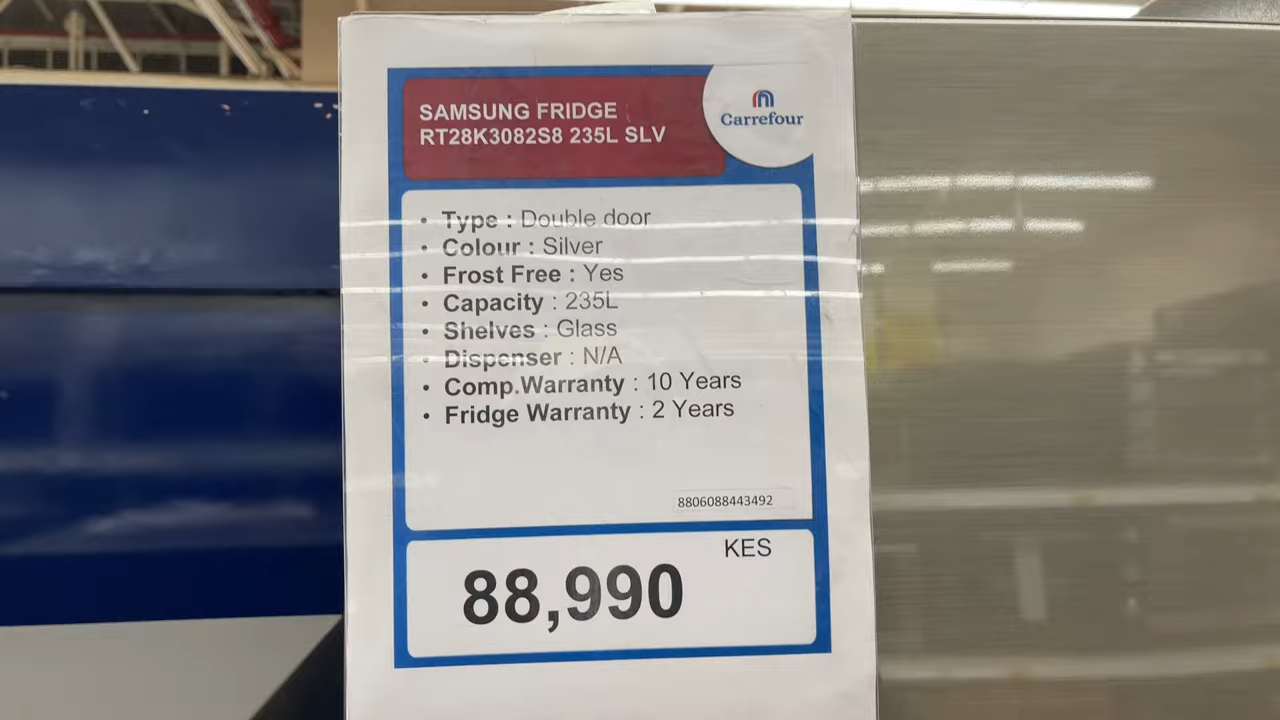 SAMSUNG FRIDGE
RT28K3082S8 235L SLV
Carrefour
• Type : Double door
• Colour : Silver
• Frost Free : Yes
• Capacity : 235L
• Shelves : Glass
• Dispenser : N/A
• Comp.Warranty : 10 Years
• Fridge Warranty : 2 Years
8806088443492
KES
88,990